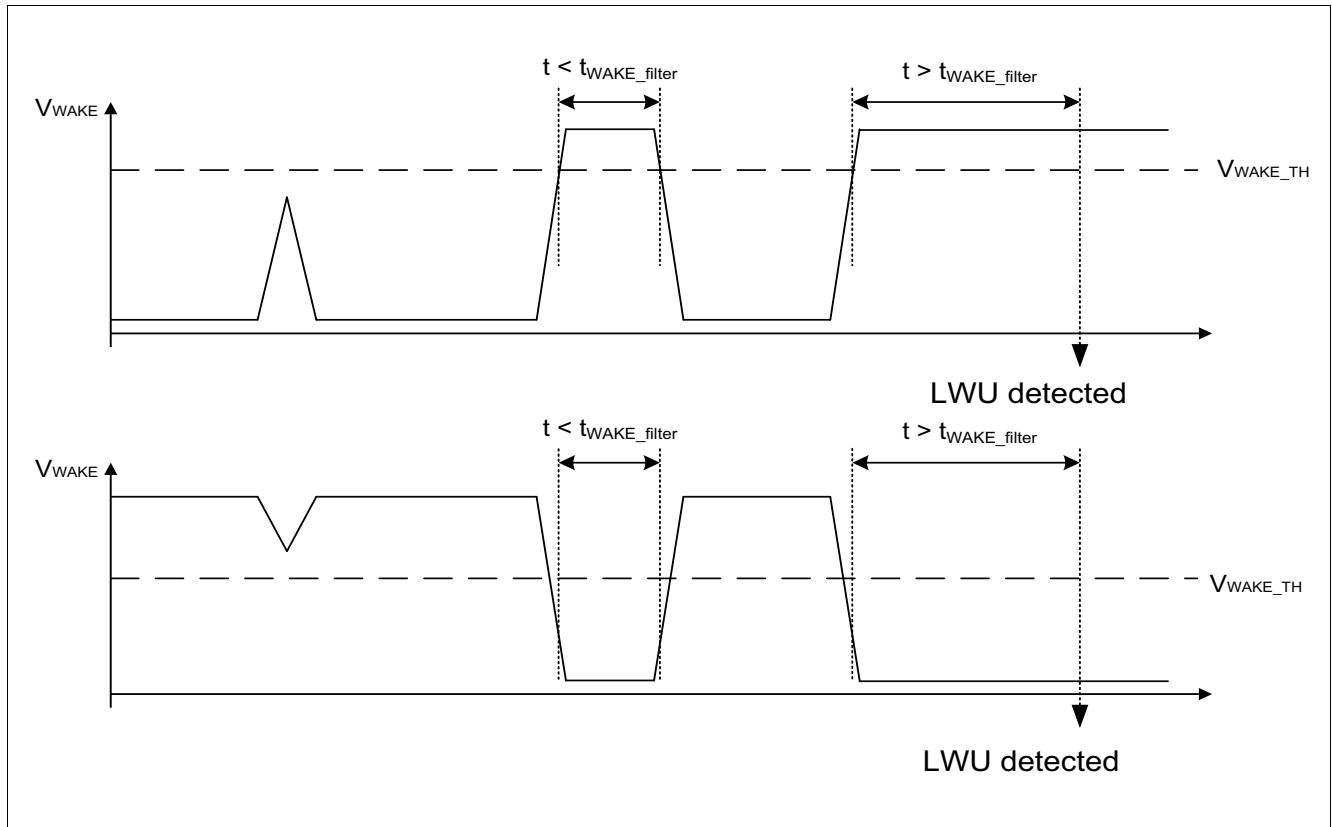 t < tWAKE_filter
t > tWAKE_filter
VWAKE
VWAKE_TH
LWU detected
t < tWAKE_filter
t > tWAKE_filter
VWAKE
VWAKE_TH
LWU detected